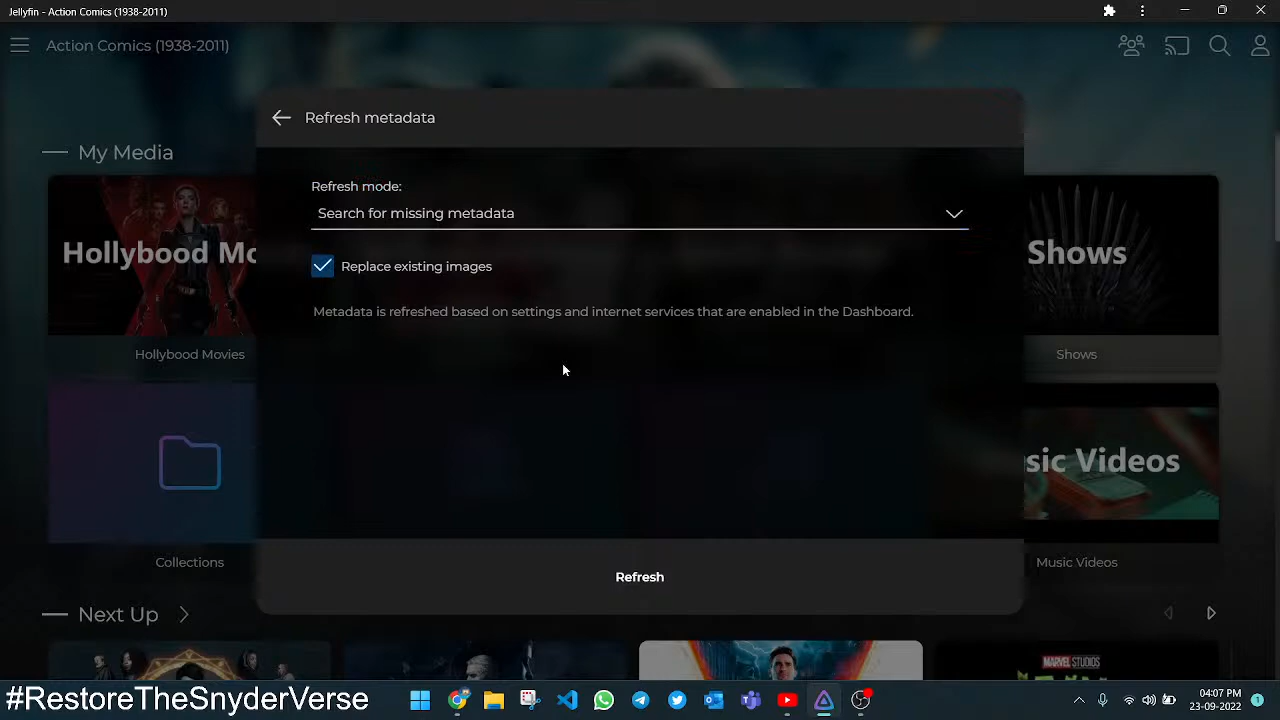 Jellyfin - Action Comics (1938-2011)
Action Comics (1938-2011)
Refresh metadata
My Media
Refresh mode:
Search for missing metadata
Hollybood Mo
Shows
Replace existing images
Metadata is refreshed based on settings and internet services that are enabled in the Dashboard.
Hollybood Movies
Shows
sic Videos
Collections
Music Videos
Refresh
Next Up
MARVEL STUDIOS
#RestoreTheSnyderVerse
04:07 PM
23-09-2022
1